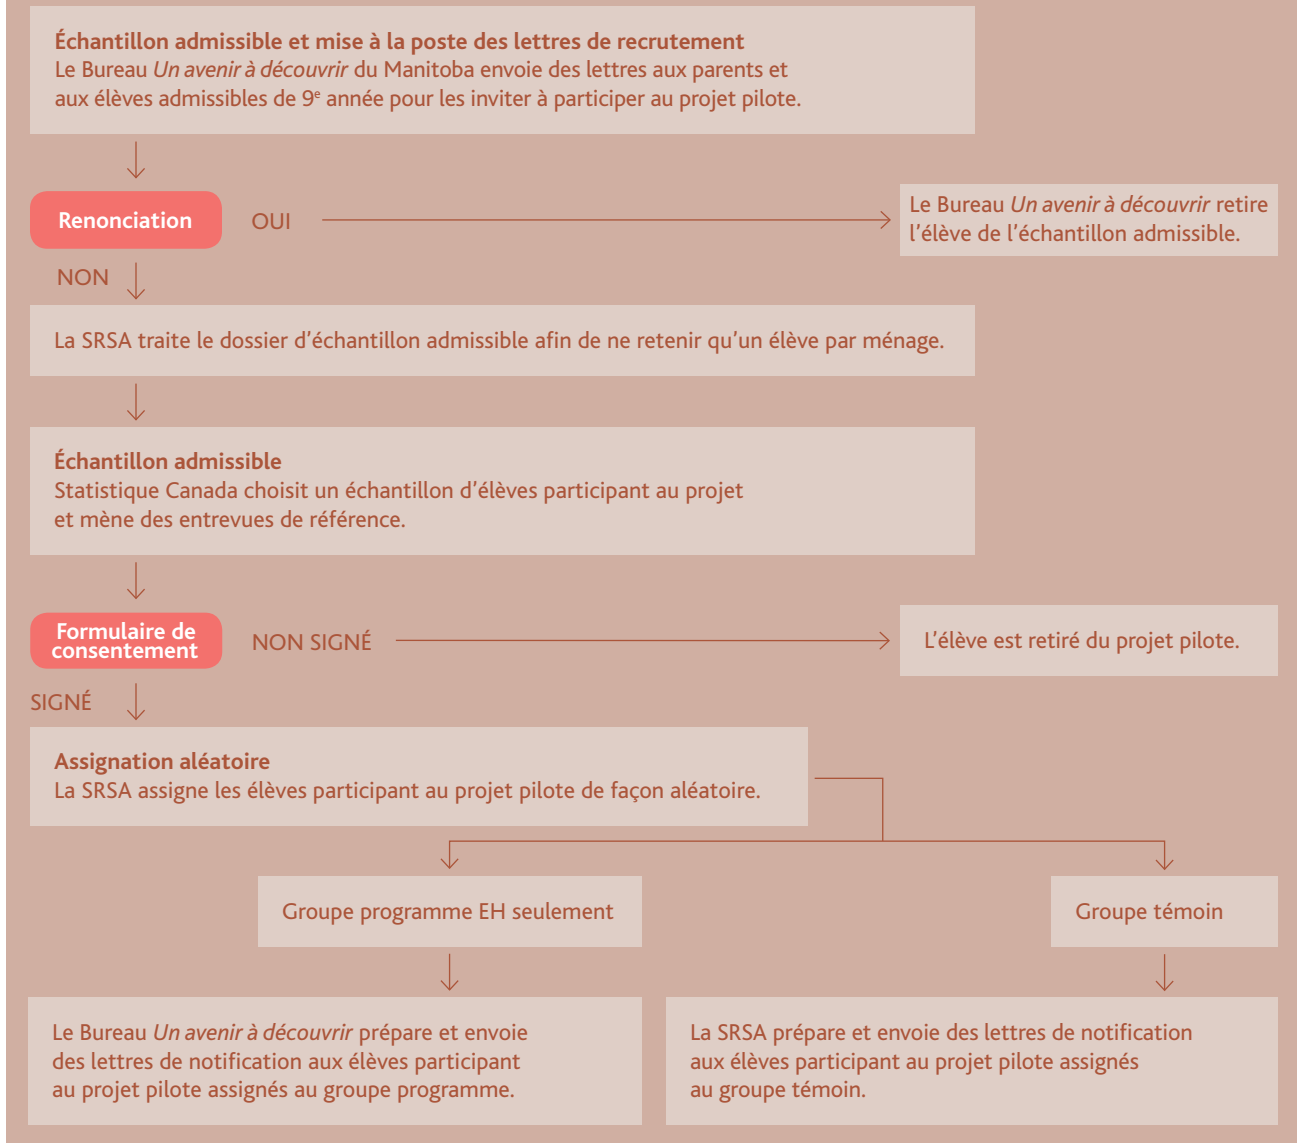 Échantillon admissible et mise à la poste des lettres de recrutement
Le Bureau Un avenir à découvrir du Manitoba envoie des lettres aux parents et
aux élèves admissibles de 9e année pour les inviter à participer au projet pilote.
Renonciation
OUI
Le Bureau Un avenir à découvrir retire
l’élève de l’échantillon admissible.
NON
La SRSA traite le dossier d’échantillon admissible afin de ne retenir qu’un élève par ménage.
Échantillon admissible
Statistique Canada choisit un échantillon d’élèves participant au projet
et mène des entrevues de référence.
Formulaire de
consentement
NON SIGNÉ
L’élève est retiré du projet pilote.
SIGNÉ
Assignation aléatoire
La SRSA assigne les élèves participant au projet pilote de façon aléatoire.
Groupe programme EH seulement
Groupe témoin
Le Bureau Un avenir à découvrir prépare et envoie
des lettres de notification aux élèves participant
au projet pilote assignés au groupe programme.
La SRSA prépare et envoie des lettres de notification
aux élèves participant au projet pilote assignés
au groupe témoin.